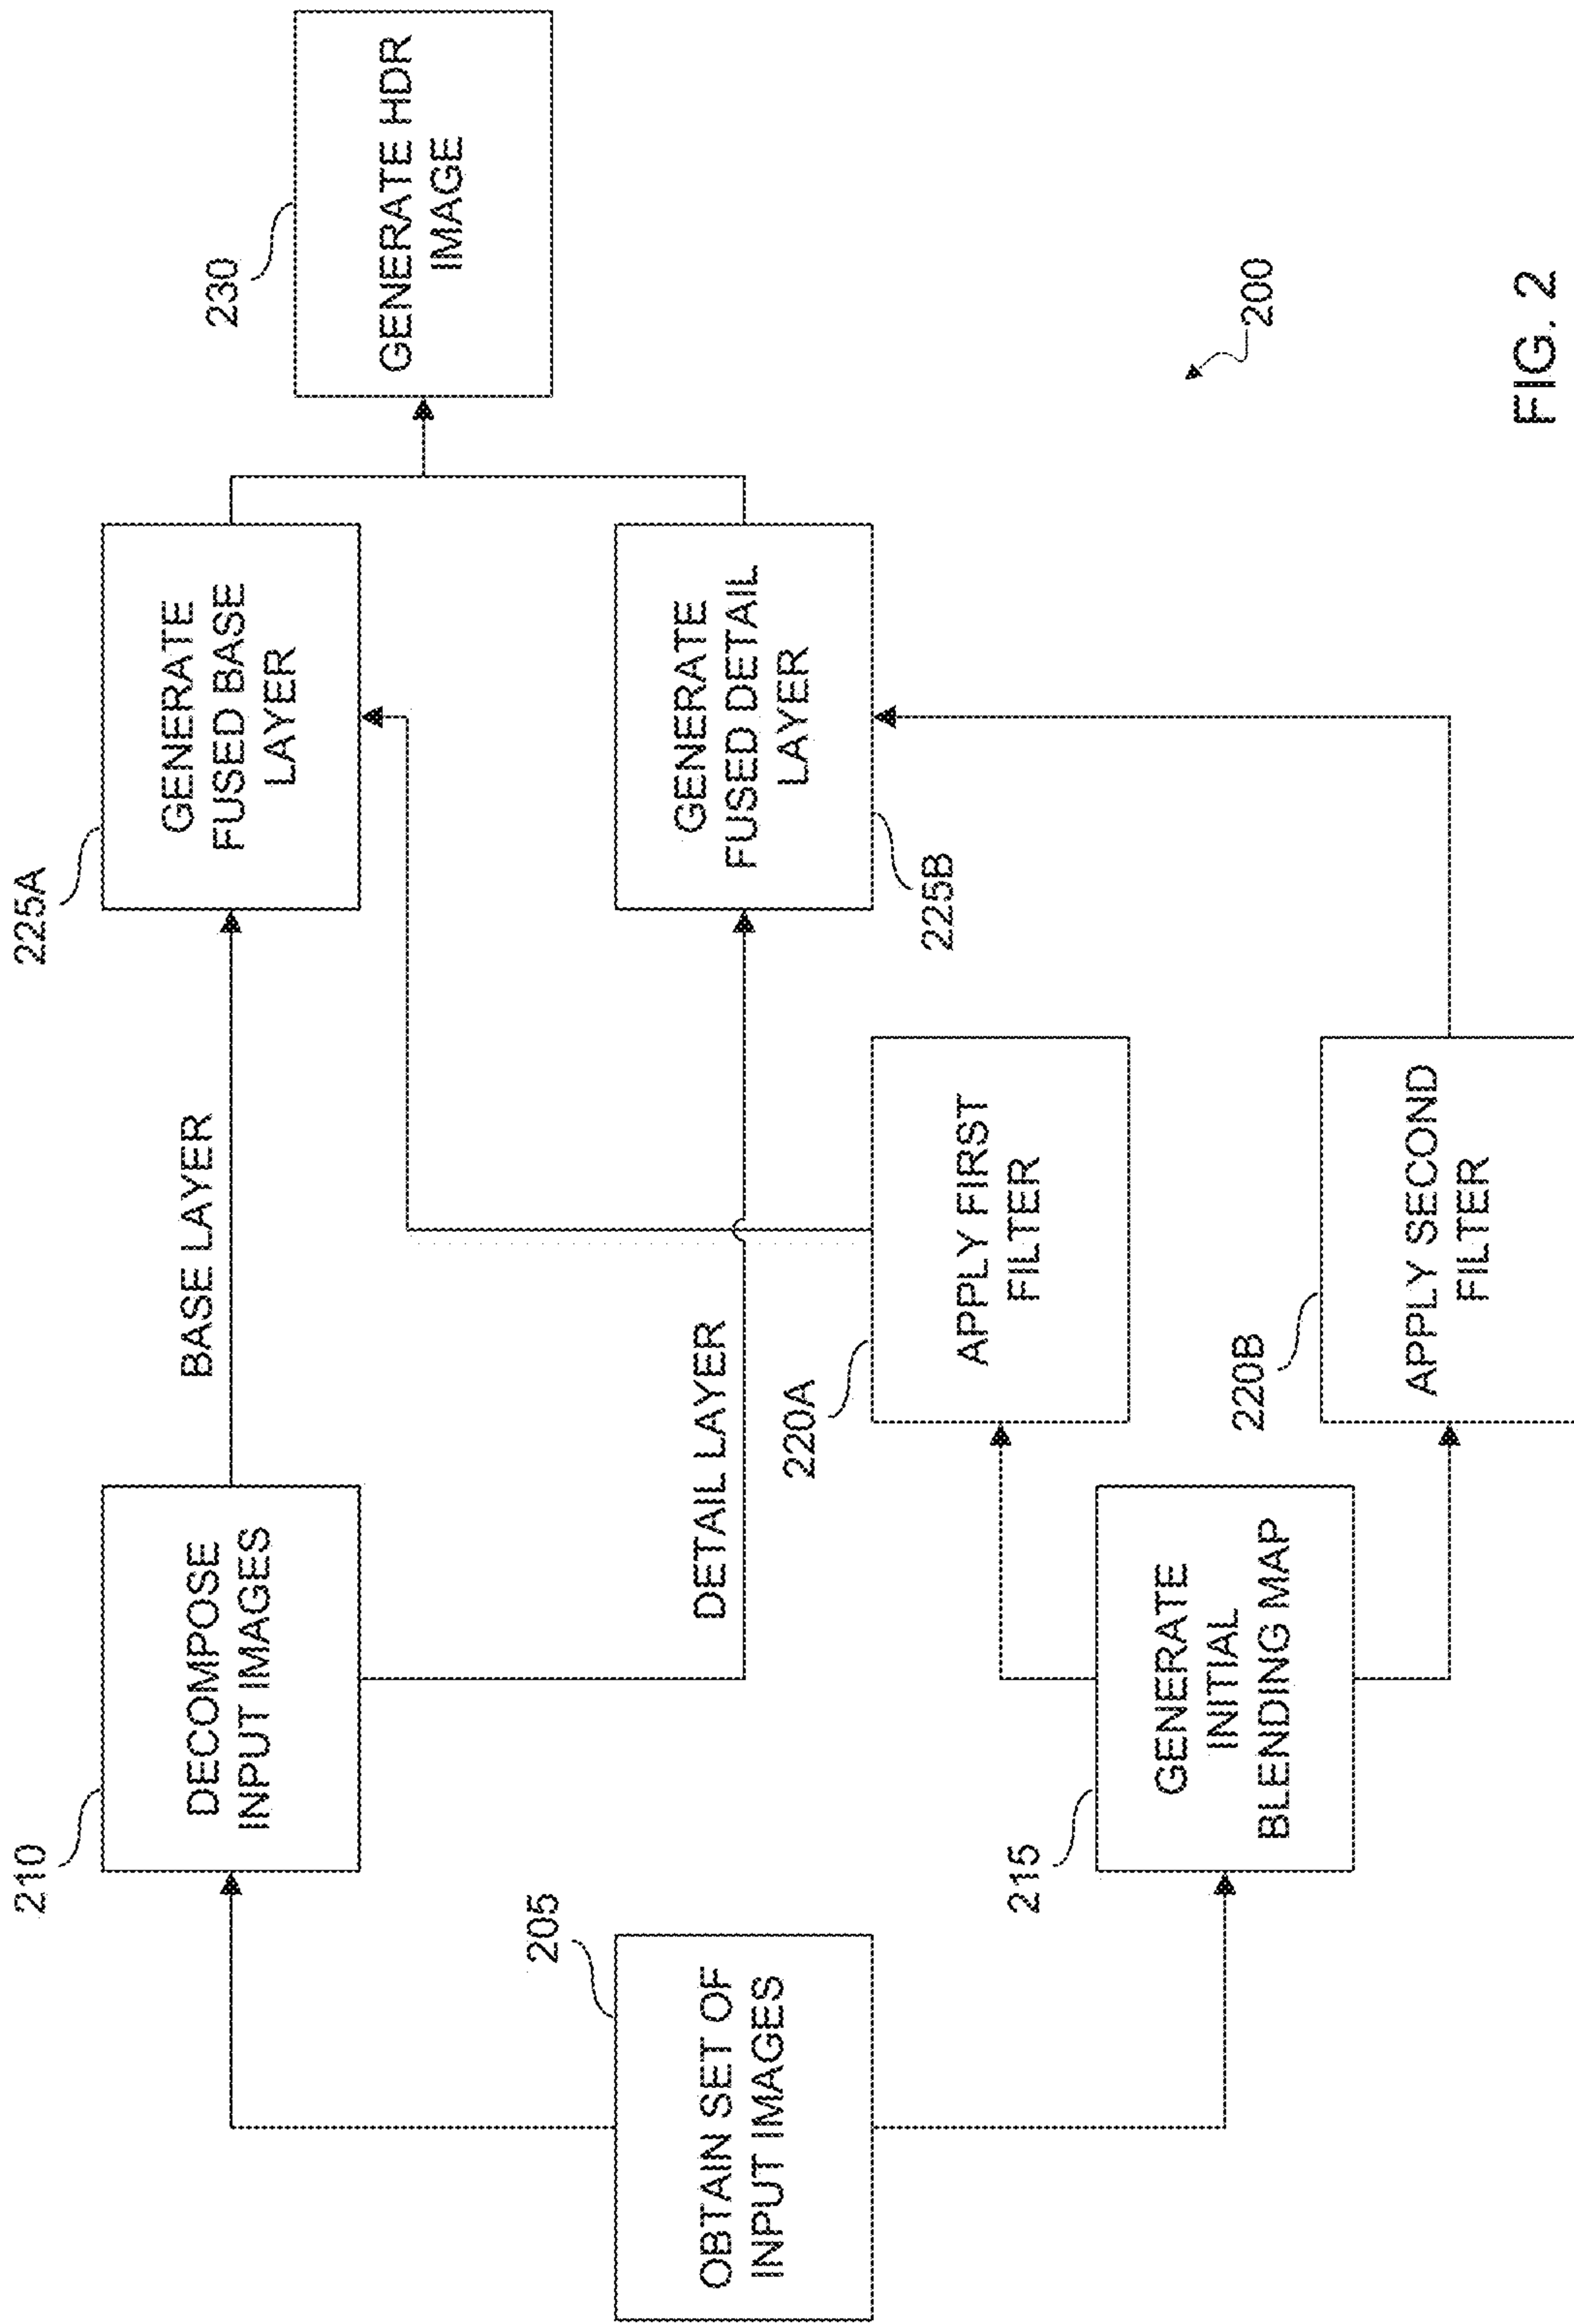 210
DECOMPOSE
INPUT IMAGES
BASE LAYER
225A
GENERATE
FUSED BASE
LAYER
205
OBTAIN SET OF
INPUT IMAGES
DETAIL LAYER
GENERATE
FUSED DETAIL
LAYER
225B
230
GENERATE HDR
IMAGE
215
GENERATE
INITIAL
BLENDING MAP
220A
APPLY FIRST
FILTER
220B
APPLY SECOND
FILTER
200
FIG. 2